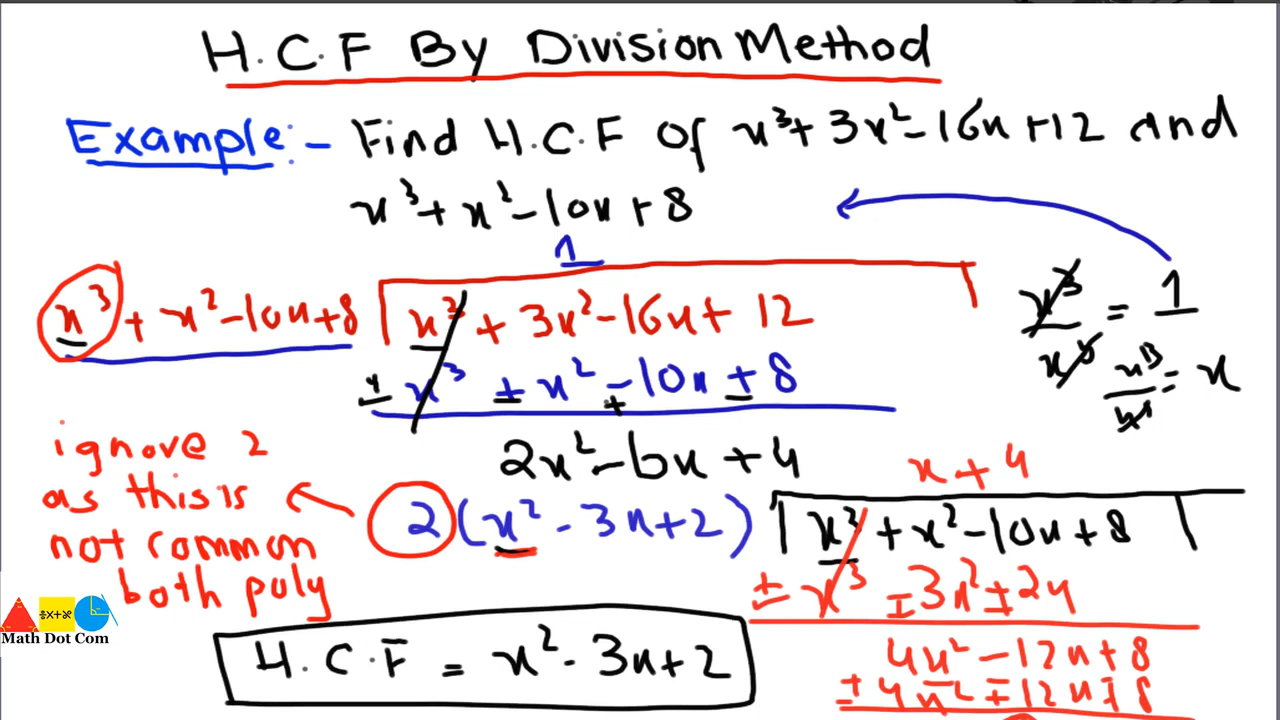 H.C.F By Division Method
Example:- Find H.C.F Of x³+3x²-16x+12 and
x³+x²-10x+8
1
x³+x²-10x+8 x³+3x²-16x+12
x³/x³ = 1
± x³ ± x² - 10x ± 8
+
x³/x² = x
2x²-6x+4
ignore 2
as this is
not common
both poly
2(x²-3x+2)
x+4
x³+x²-10x+8
± x³ ± 3x² ± 2x
4x²-12x+8
± 4x² ∓ 12x ± 8
H.C.F = x²-3x+2
Math Dot Com